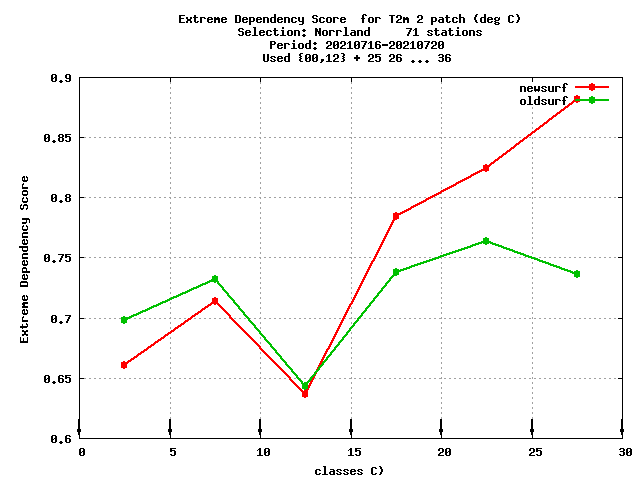 Extreme Dependency Score  for T2m 2 patch (deg C)
Selection: Norrland     71 stations
Period: 20210716-20210720
Used {00,12} + 25 26 ... 36
newsurf
oldsurf
0.9
0.85
0.8
0.75
0.7
0.65
0.6
Extreme Dependency Score
0 5 10 15 20 25 30
classes C)